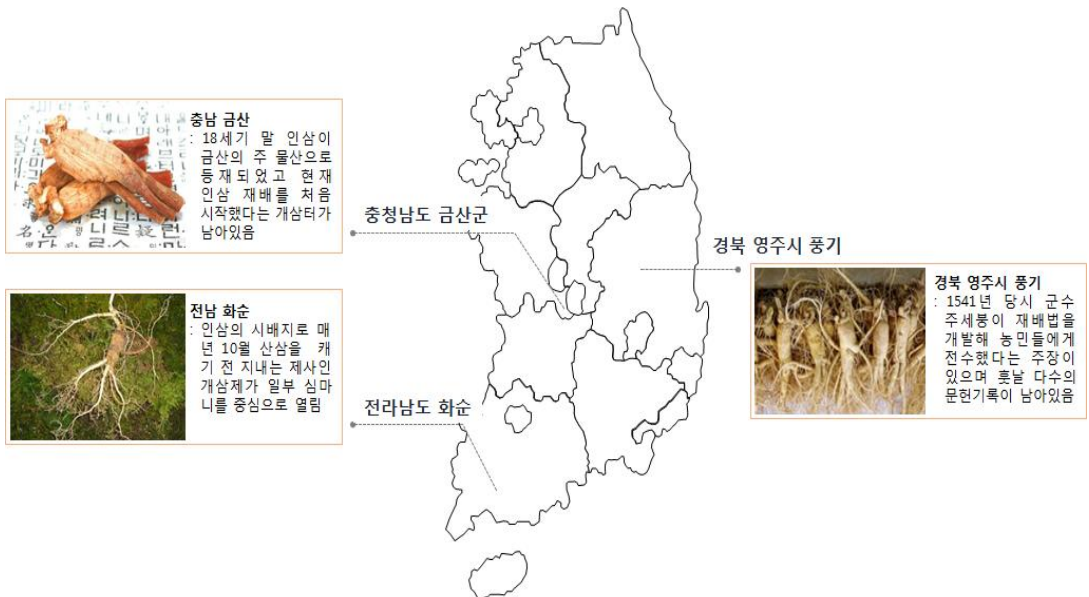 충남 금산
: 18세기 말 인삼이
금산의 주 물산으로
등재되었고 현재
인삼 재배를 처음
시작했다는 개삼터가
남아있음
충청남도 금산군
경북 영주시 풍기
경북 영주시 풍기
: 1541년 당시 군수
주세붕이 재배법을
개발해 농민들에게
전수했다는 주장이
있으며 훗날 다수의
문헌기록이 남아있음
전남 화순
: 인삼의 시배지로 매
년 10월 산삼을 캐
기 전 지내는 제사인
개삼제가 일부 심마
니를 중심으로 열림
전라남도 화순